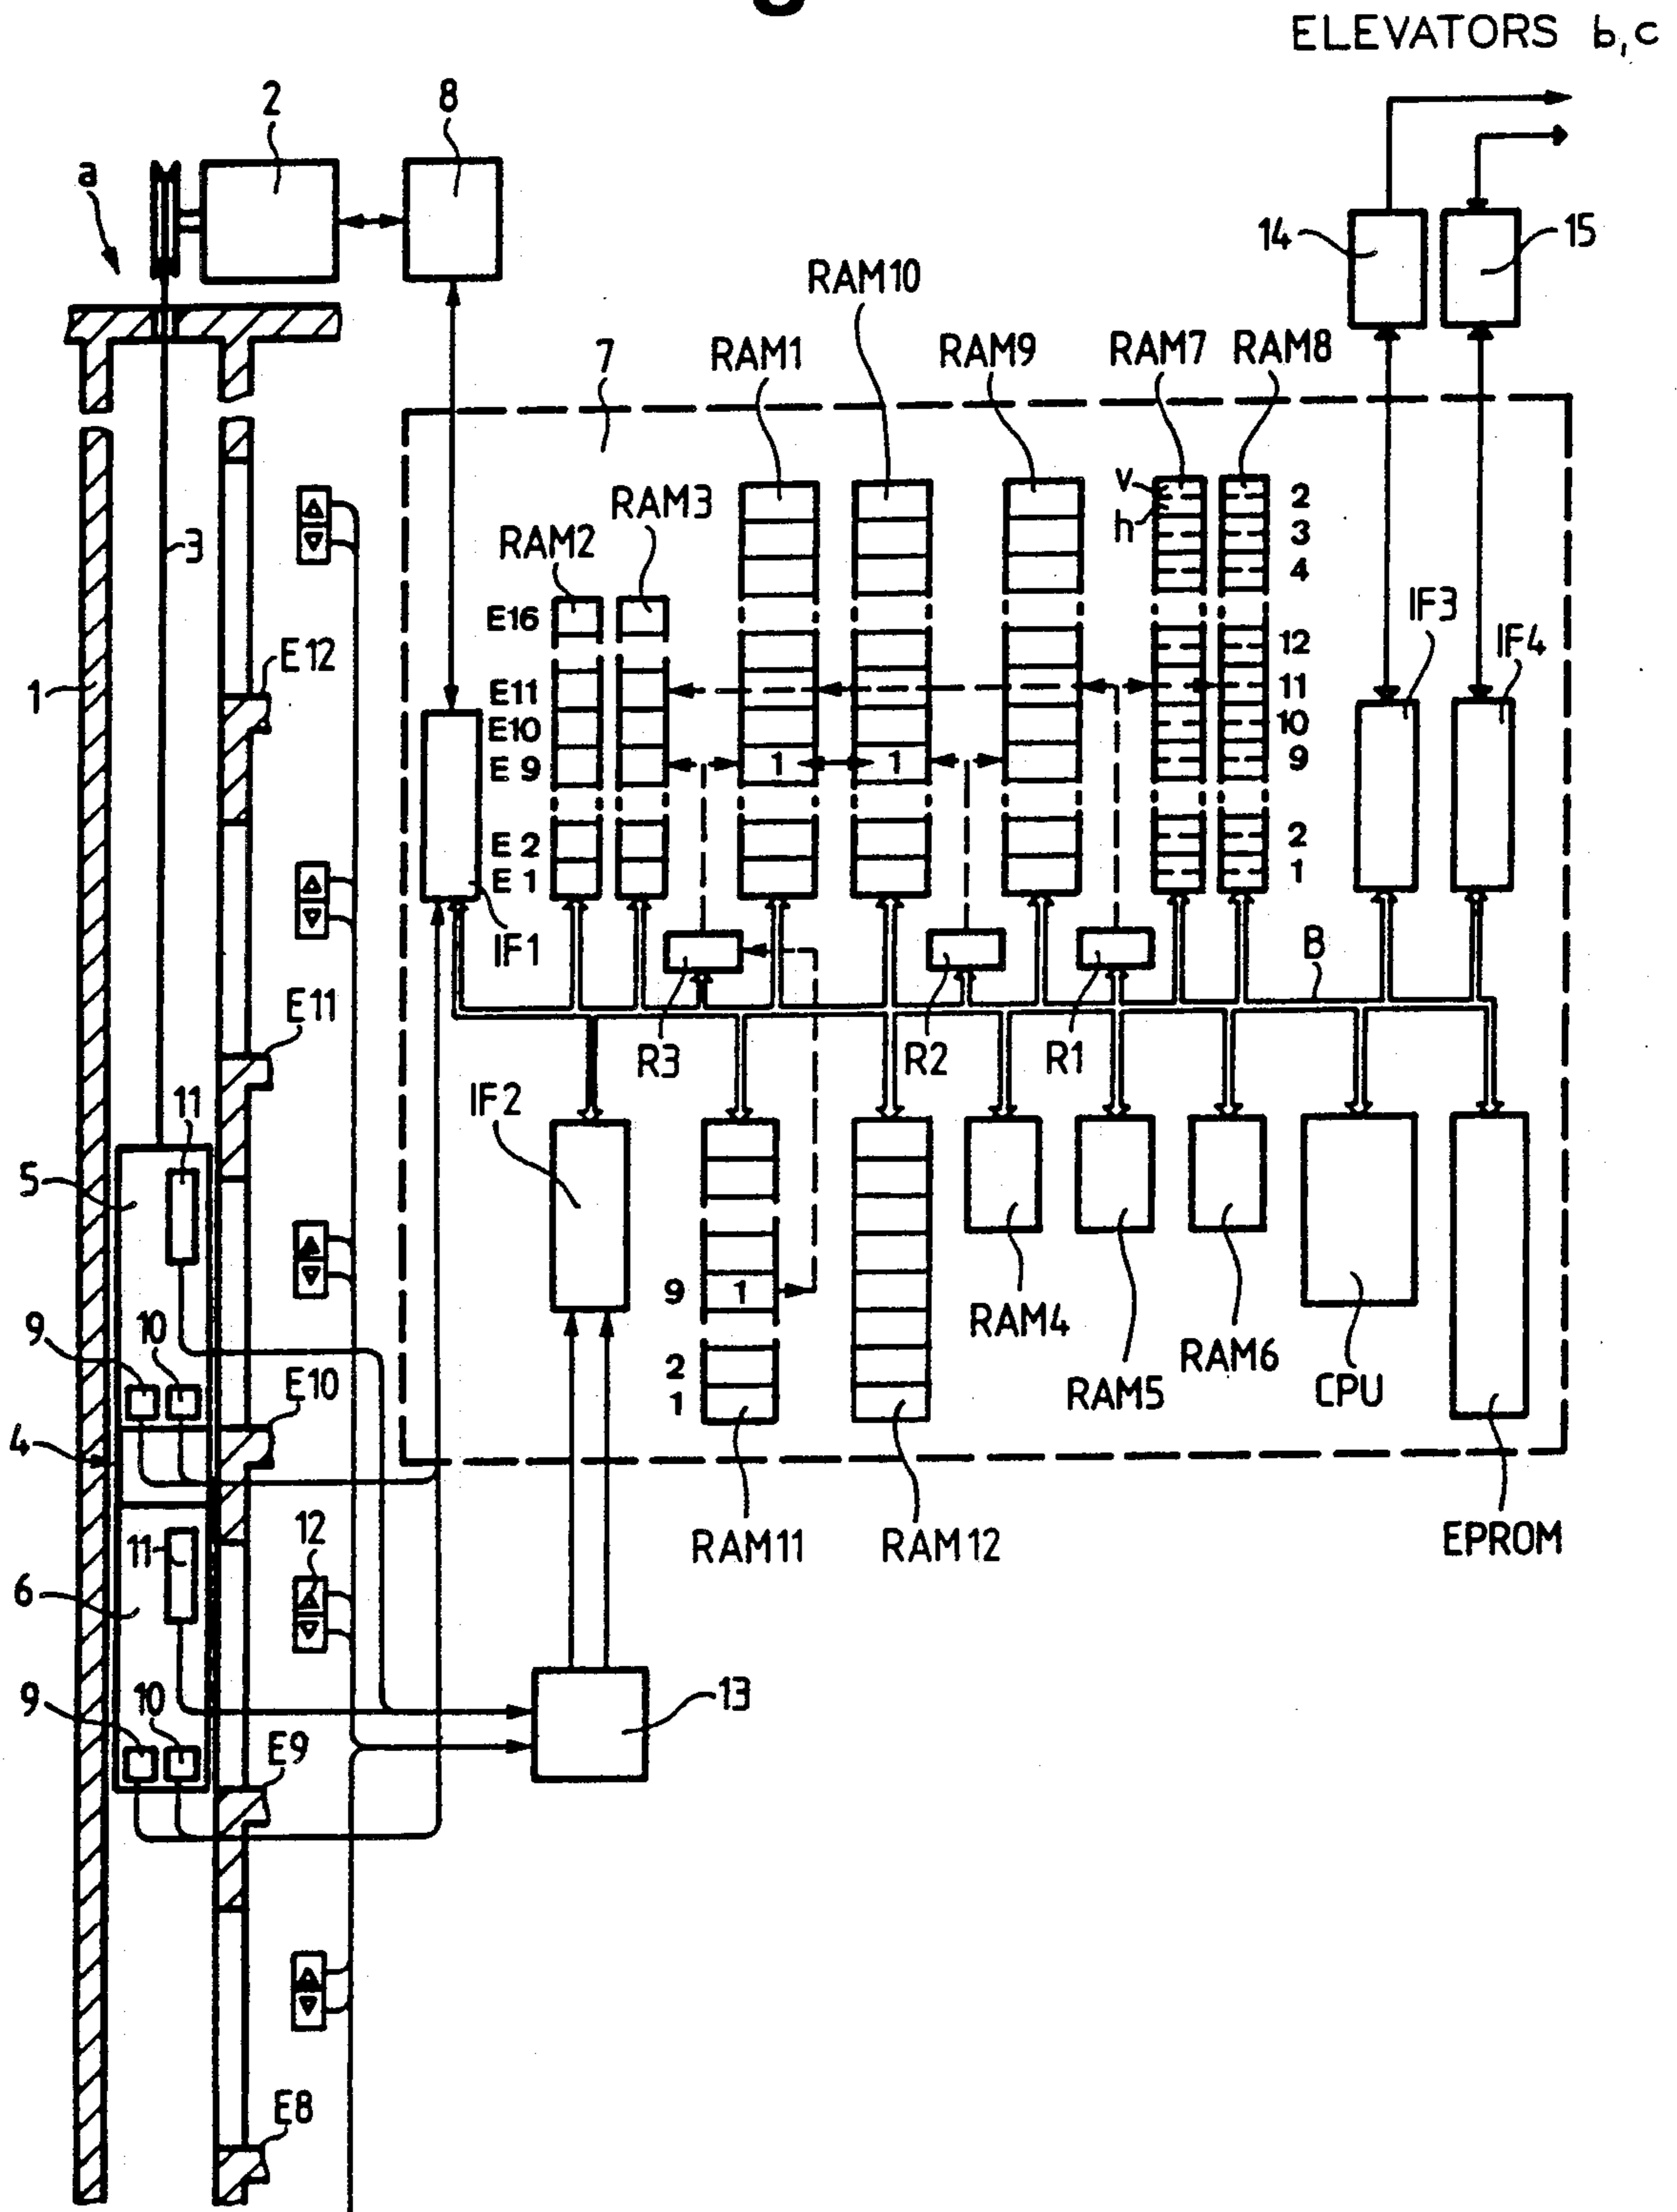 ELEVATORS b,c
2
8
a
14
15
RAM10
7
RAM1
RAM9
RAM7
RAM8
v
h
2
3
4
RAM2
RAM3
3
E16
IF3
IF4
12
E12
1
E11
11
E10
10
E9
1
1
9
E2
2
E1
1
IF1
B
E11
R3
R2
R1
11
IF2
5
9
1
RAM4
9
10
RAM6
E10
2
RAM5
CPU
1
4
12
RAM11
RAM12
EPROM
11
6
9
10
13
E9
E8